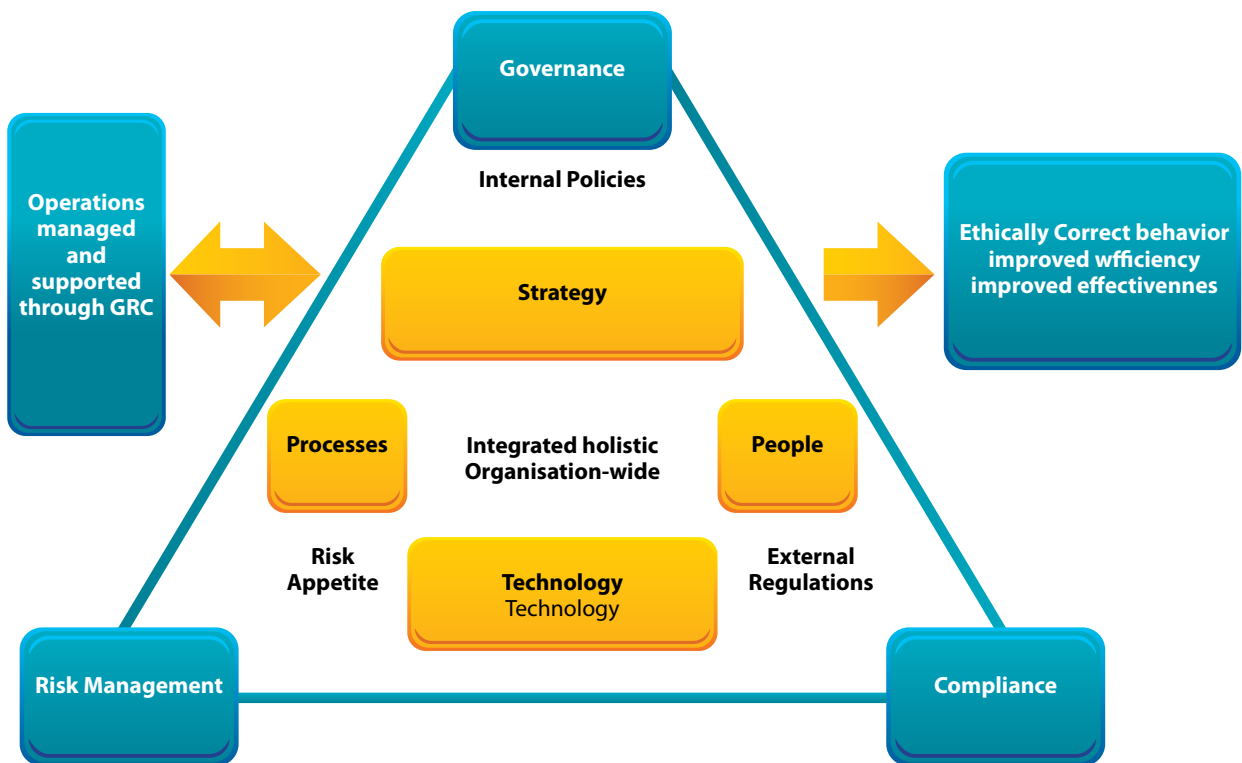 Governance
Internal Policies
Operations
managed
and
supported
through GRC
Ethically Correct behavior
improved wfficiency
improved effectivennes
Strategy
Processes
Integrated holistic
Organisation-wide
People
Risk
Appetite
Technology
Technology
External
Regulations
Risk Management
Compliance